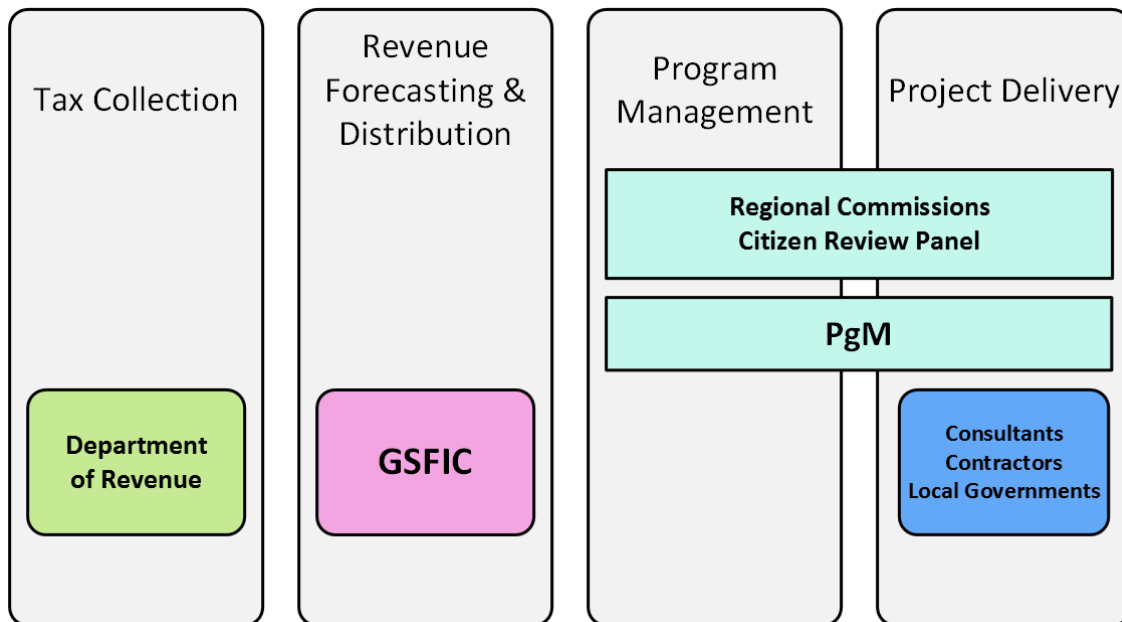 Tax Collection
Revenue
Forecasting &
Distribution
Program
Management
Project Delivery
Regional Commissions
Citizen Review Panel
PgM
Department
of Revenue
GSFIC
Consultants
Contractors
Local Governments